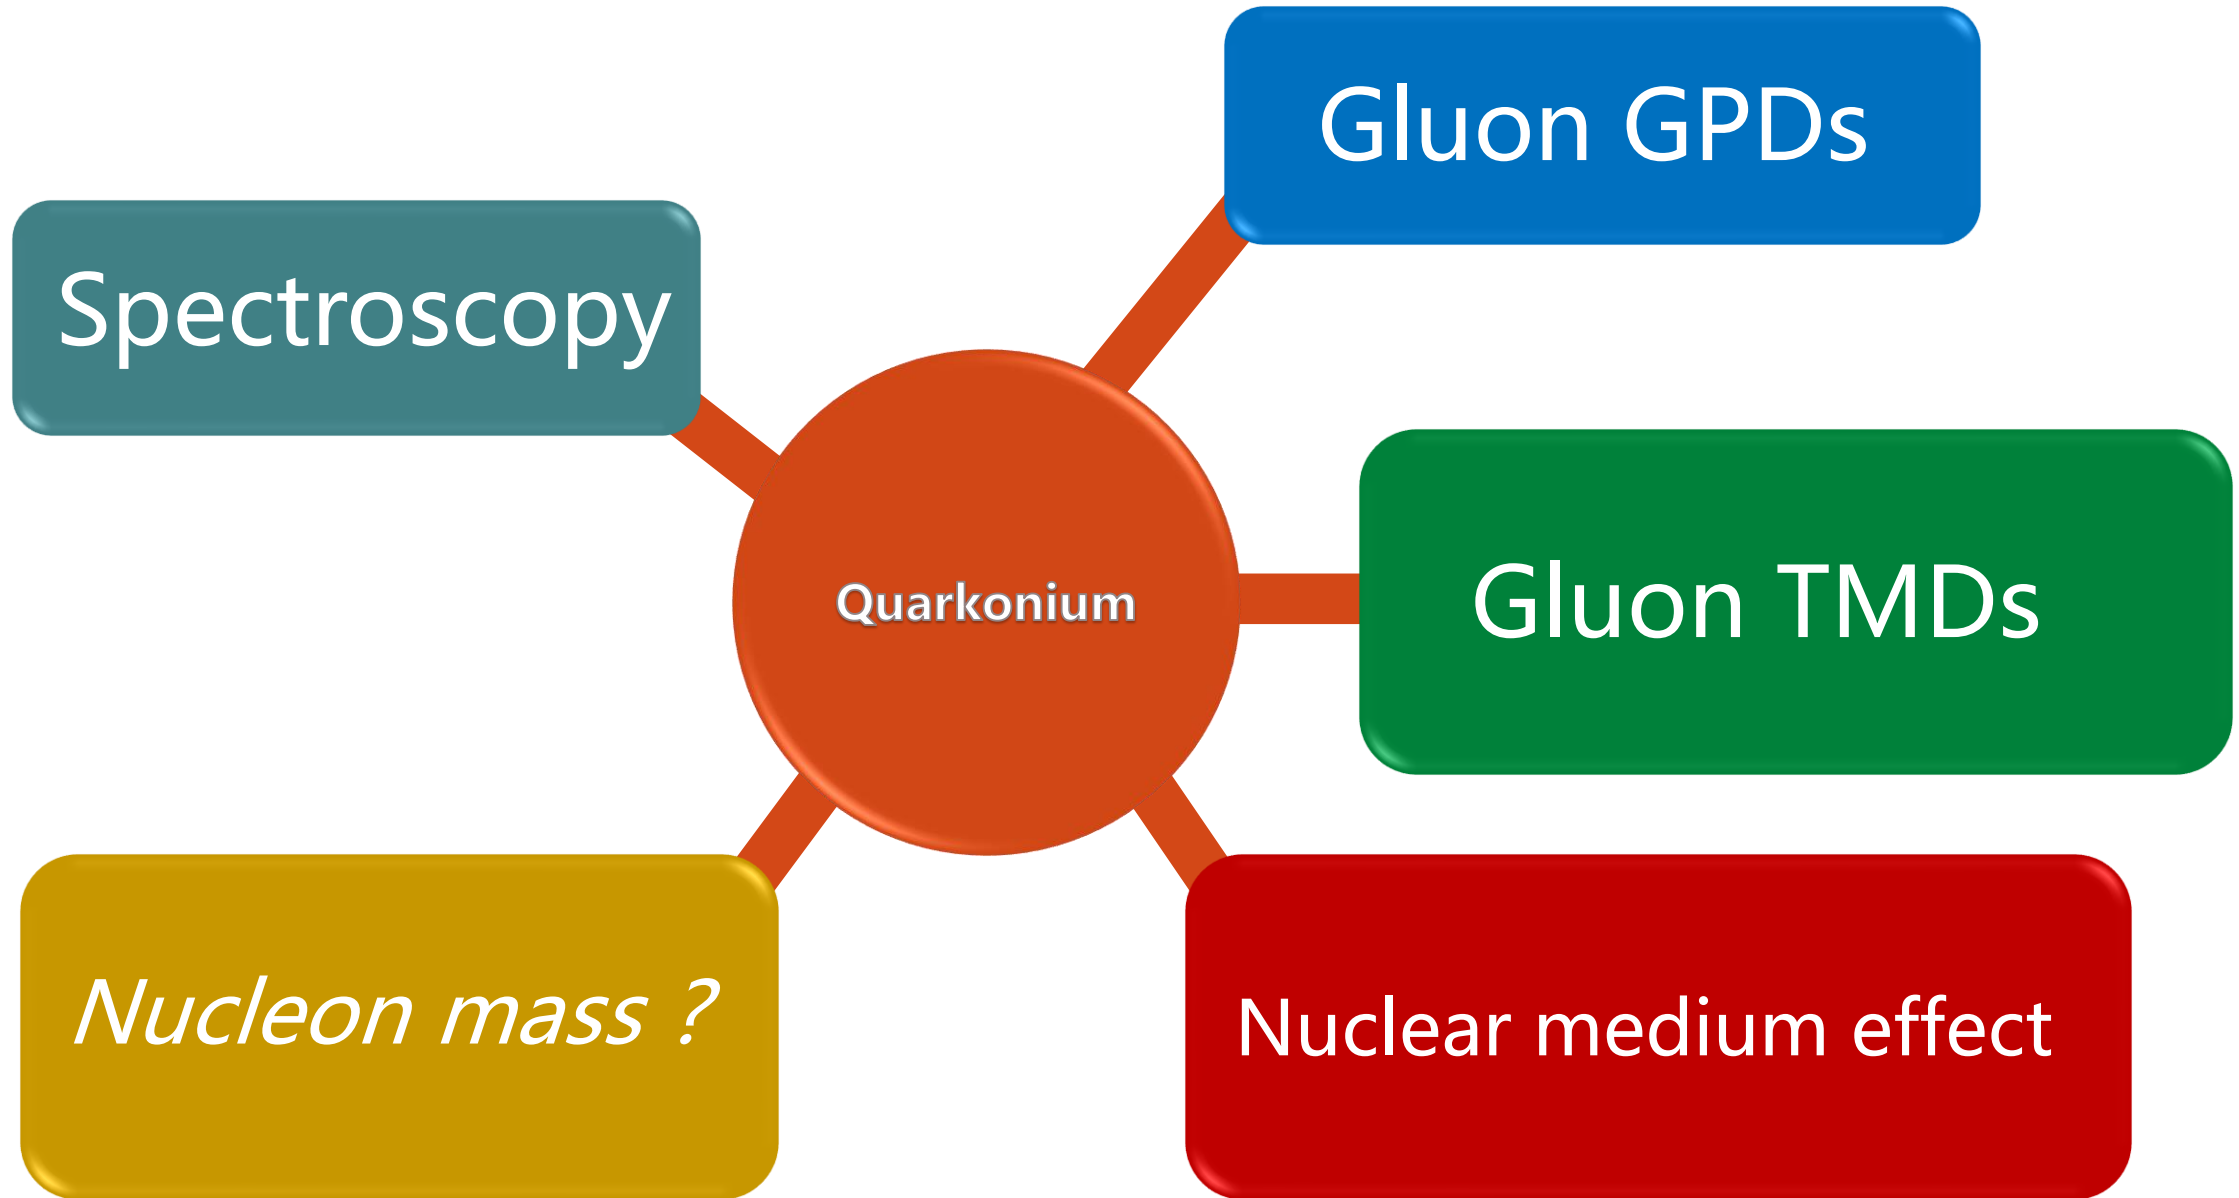 Gluon GPDs
Spectroscopy
Quarkonium
Gluon TMDs
Nucleon mass ?
Nuclear medium effect